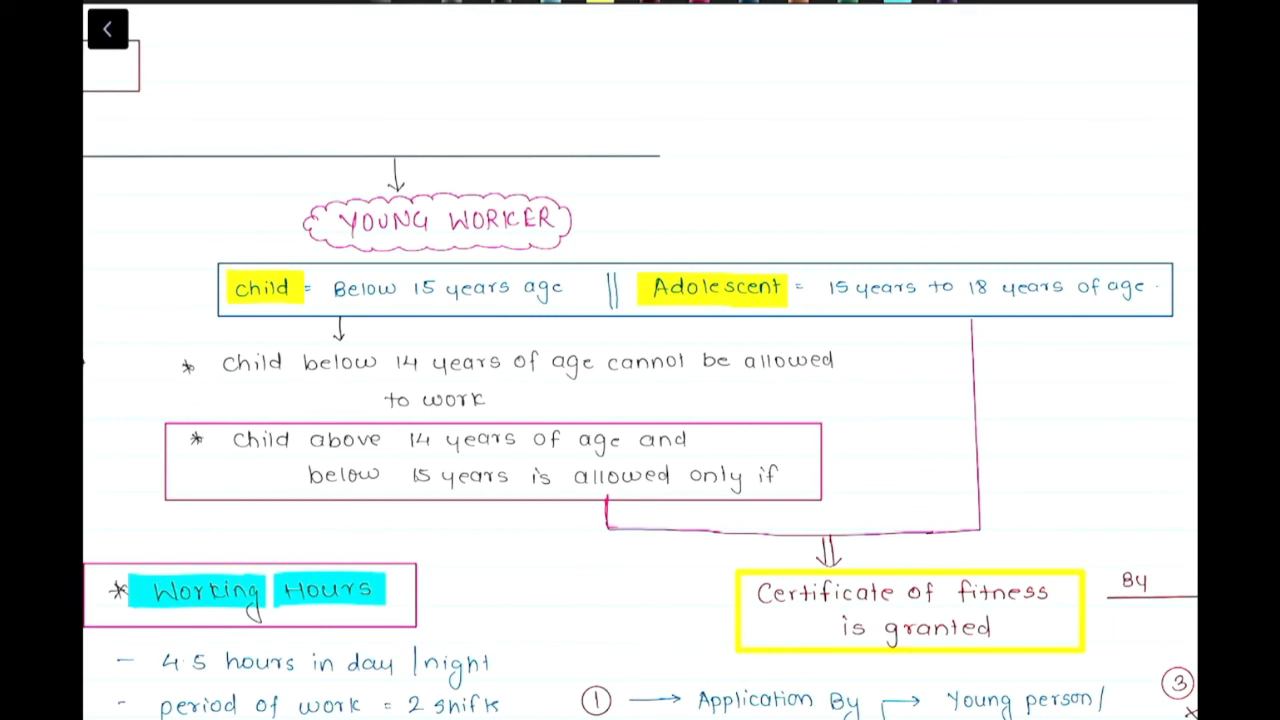 YOUNG WORKER
child = Below 15 years age || Adolescent = 15 years to 18 years of age.
* Child below 14 years of age cannot be allowed
to work
* Child above 14 years of age and
below 15 years is allowed only if
* Working Hours
Certificate of fitness
is granted
By
- 4.5 hours in day / night
- period of work = 2 shifts
1 → Application By → Young person/
3